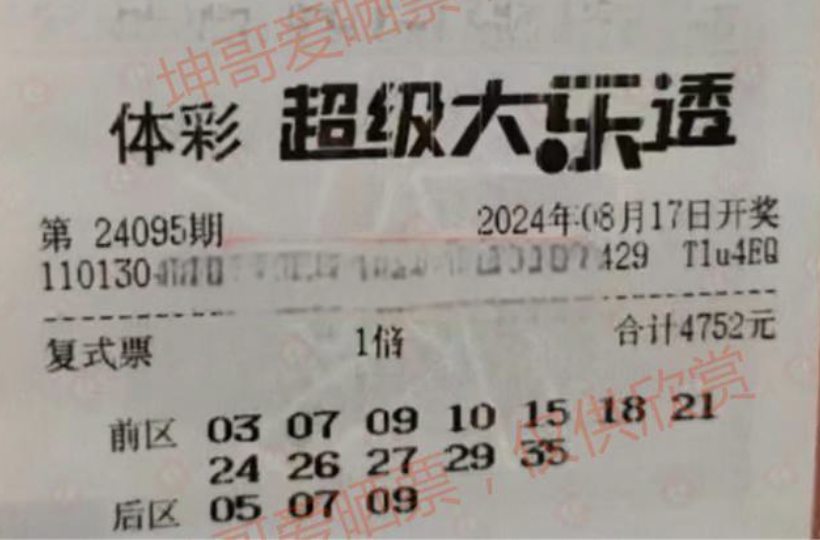 坤哥爱晒票
体彩 超级大乐透
第 24095期 2024年08月17日开奖
110130 429 T1u4EQ
复式票 1倍 合计4752元
前区 03 07 09 10 15 18 21
24 26 27 29 35
后区 05 07 09
哥爱晒票，仅供欣赏